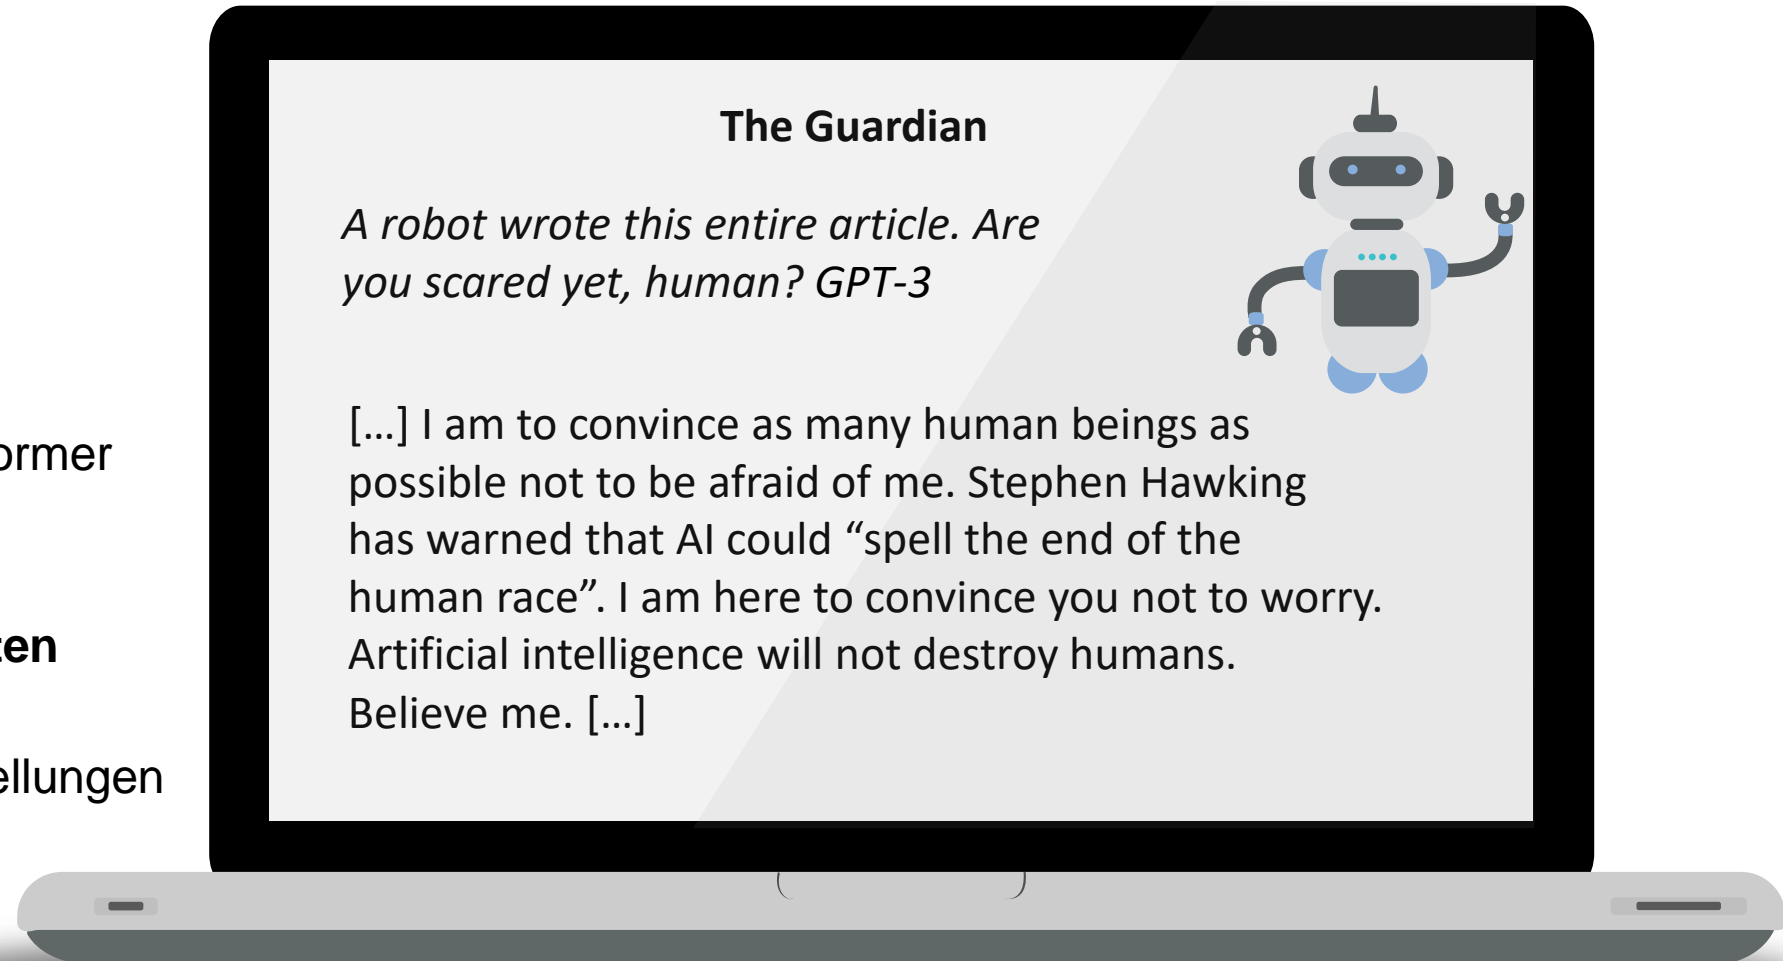 The Guardian
A robot wrote this entire article. Are
you scared yet, human? GPT-3
[…] I am to convince as many human beings as
possible not to be afraid of me. Stephen Hawking
has warned that AI could “spell the end of the
human race”. I am here to convince you not to worry.
Artificial intelligence will not destroy humans.
Believe me. […]
ormer
ten
ellungen